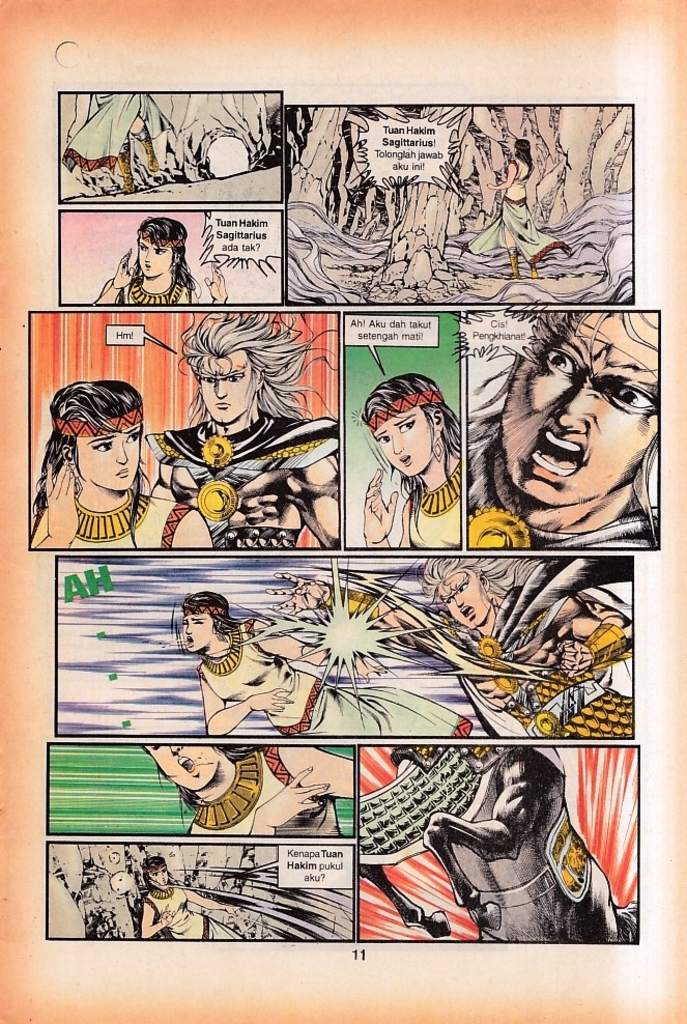 Tuan Hakim
Sagittarius!
Tolonglah jawab
aku ini!
Tuan Hakim
Sagittarius
ada tak?
Hm!
Ah! Aku dah takut
setengah mati!
Cis!
Pengkhianat!
AH
Kenapa Tuan
Hakim pukul
aku?
11